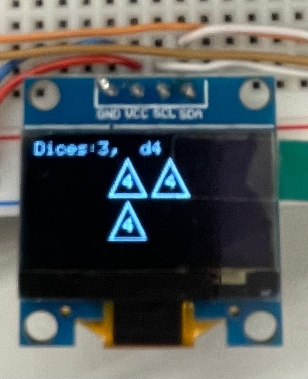 GND VCC SCL SDA
Dices:3, d4
4 4
4